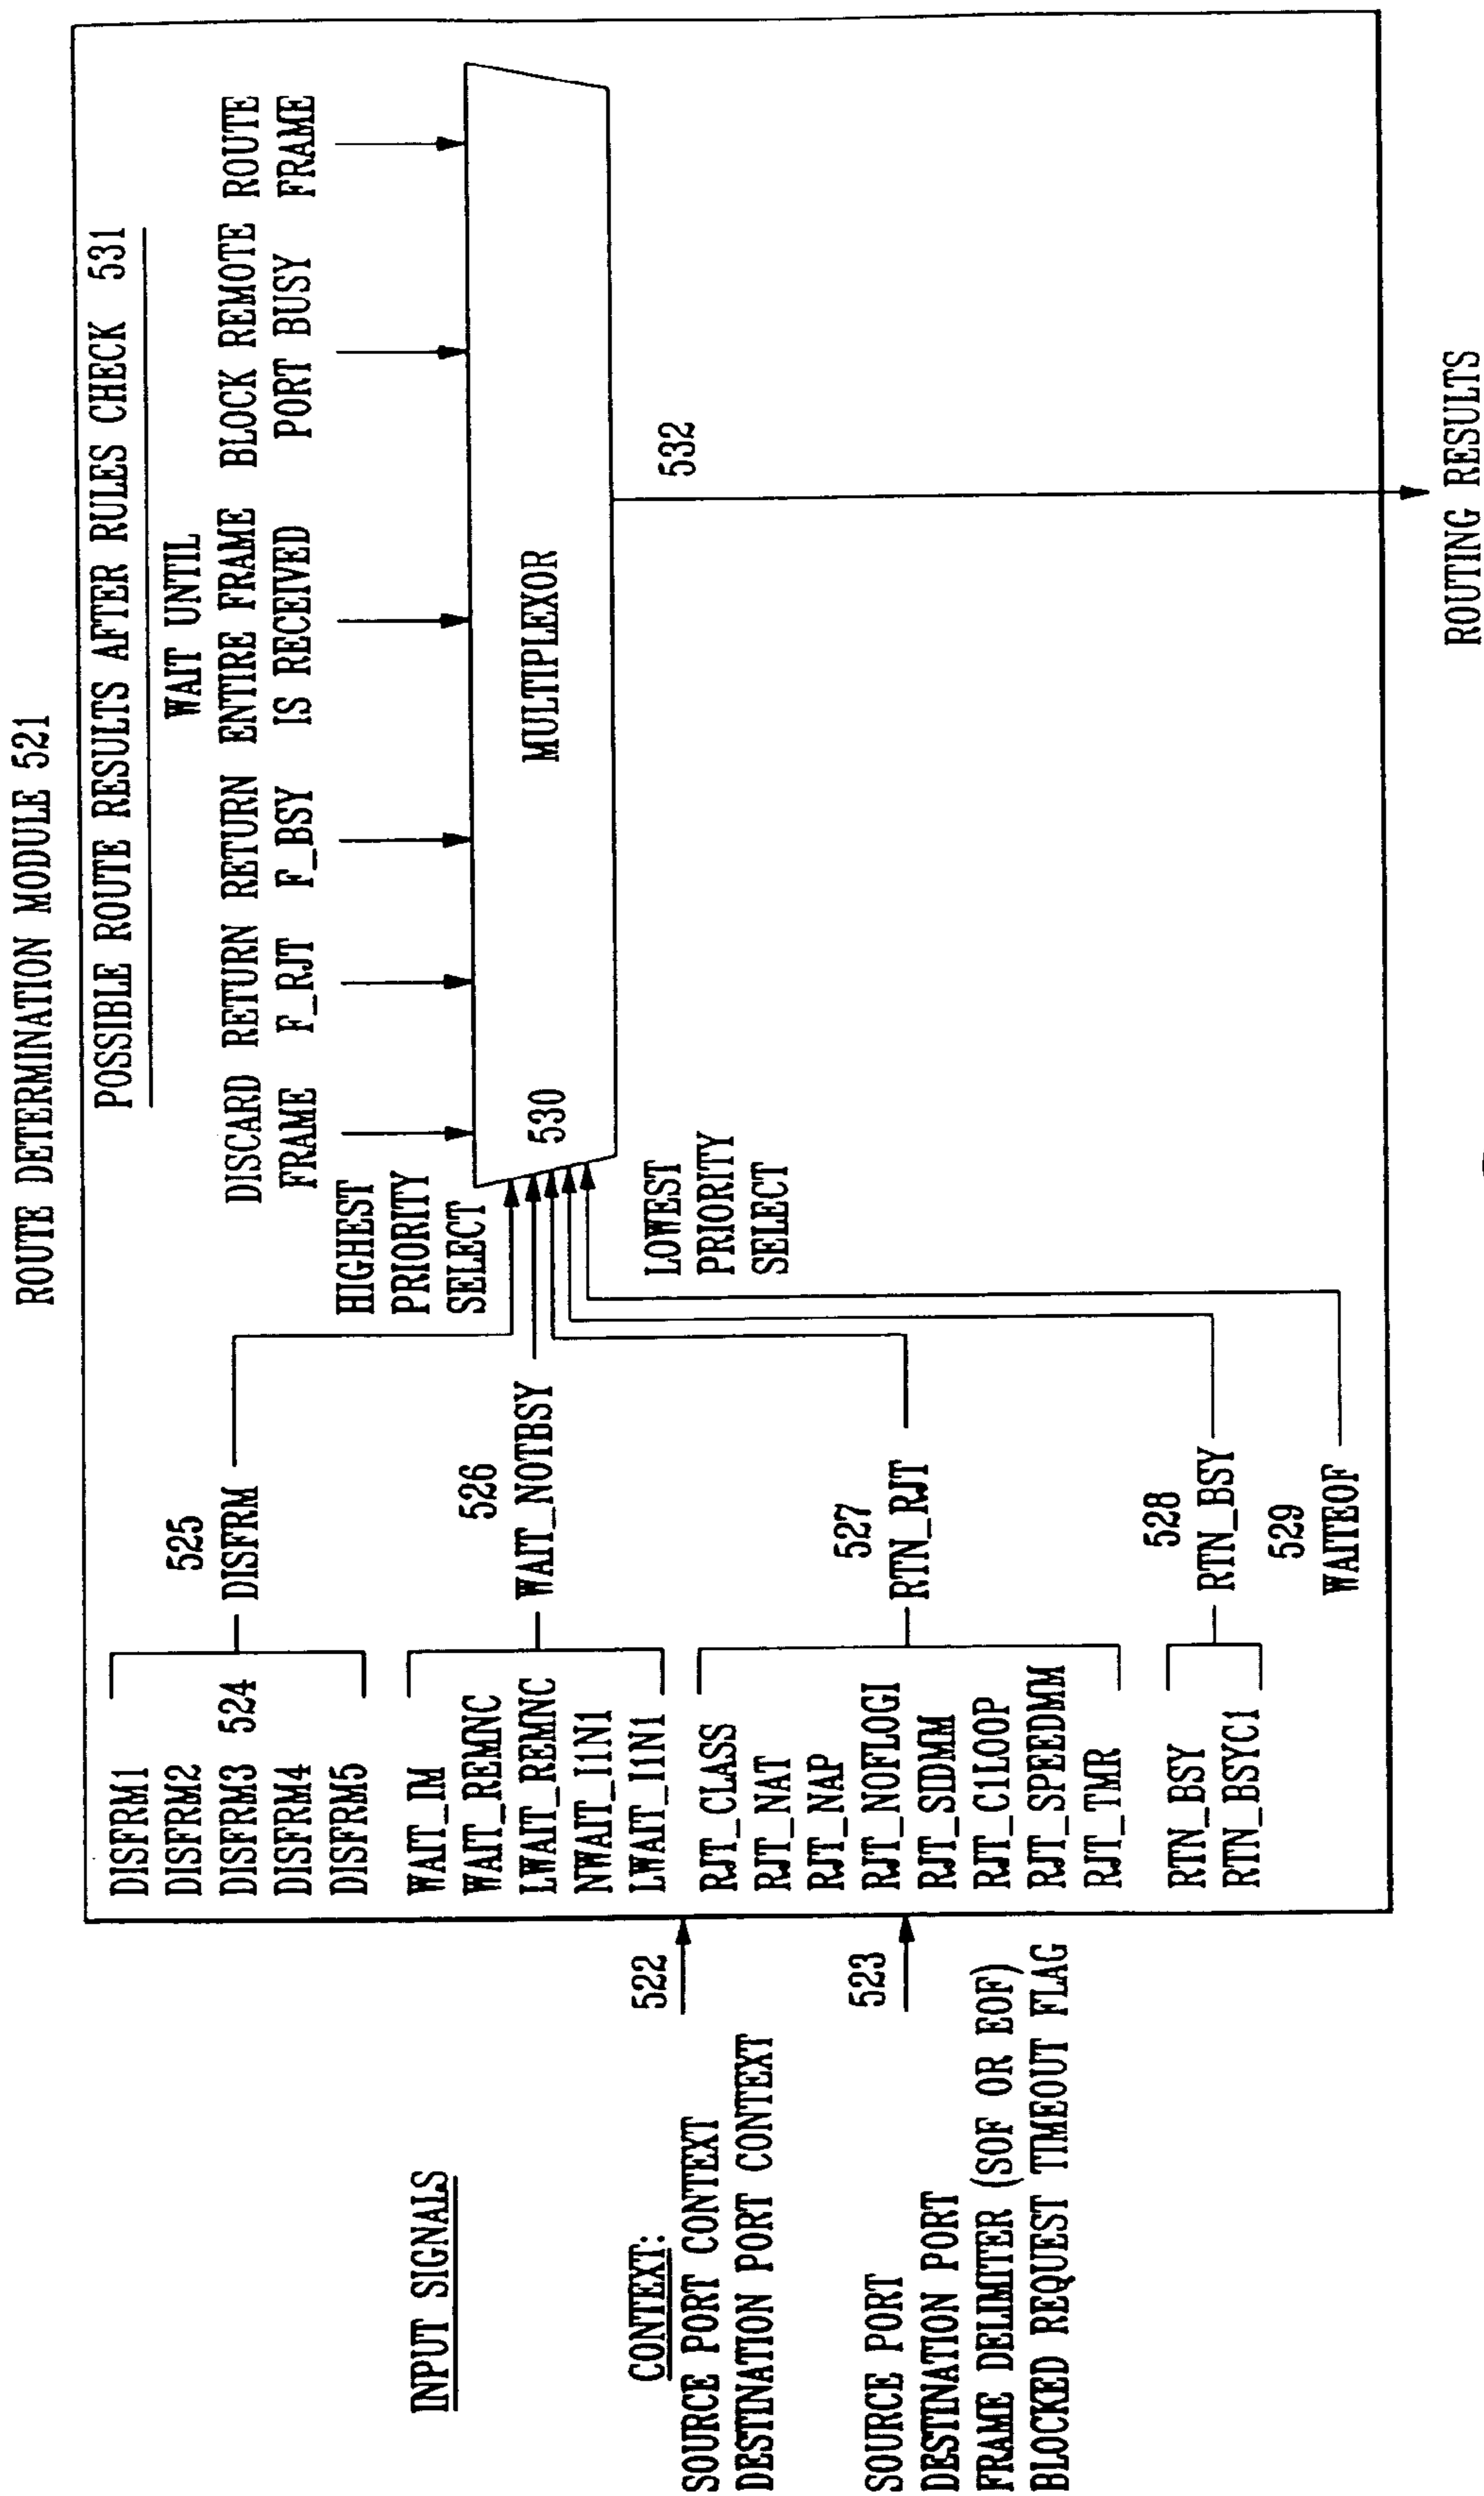 ROUTE DETERMINATION MODULE 521
POSSIBLE ROUTE RESULTS AFTER RULES CHECK 531
DISCARD
FRAME
RETURN
F_RJT
RETURN
F_BSY
WAIT UNTIL
ENTIRE FRAME
IS RECEIVED
BLOCK REMOTE
PORT BUSY
ROUTE
FRAME
HIGHEST
PRIORITY
SELECT
530
MULTIPLEXOR
LOWEST
PRIORITY
SELECT
532
ROUTING RESULTS
DISFRM1
DISFRM2
DISFRM3 524
DISFRM4
DISFRM5
525
DISFRM
WAIT_IM
WAIT_REMNC
LWAIT_REMNC
NWAIT_I1N1
LWAIT_I1N1
526
WAIT_NOTBSY
RJT_CLASS
RJT_NAT
RJT_NAP
RJT_NOFLOGI
RJT_SIDMM
RJT_C1LOOP
RJT_SPEEDMM
RJT_TMR
527
RTN_RJT
RTN_BSY
RTN_BSYC1
528
RTN_BSY
529
WAITEOF
INPUT SIGNALS
CONTEXT:
SOURCE PORT CONTEXT
DESTINATION PORT CONTEXT
522
SOURCE PORT
DESTINATION PORT
FRAME DELIMITER (SOF OR EOF)
BLOCKED REQUEST TIMEOUT FLAG
523